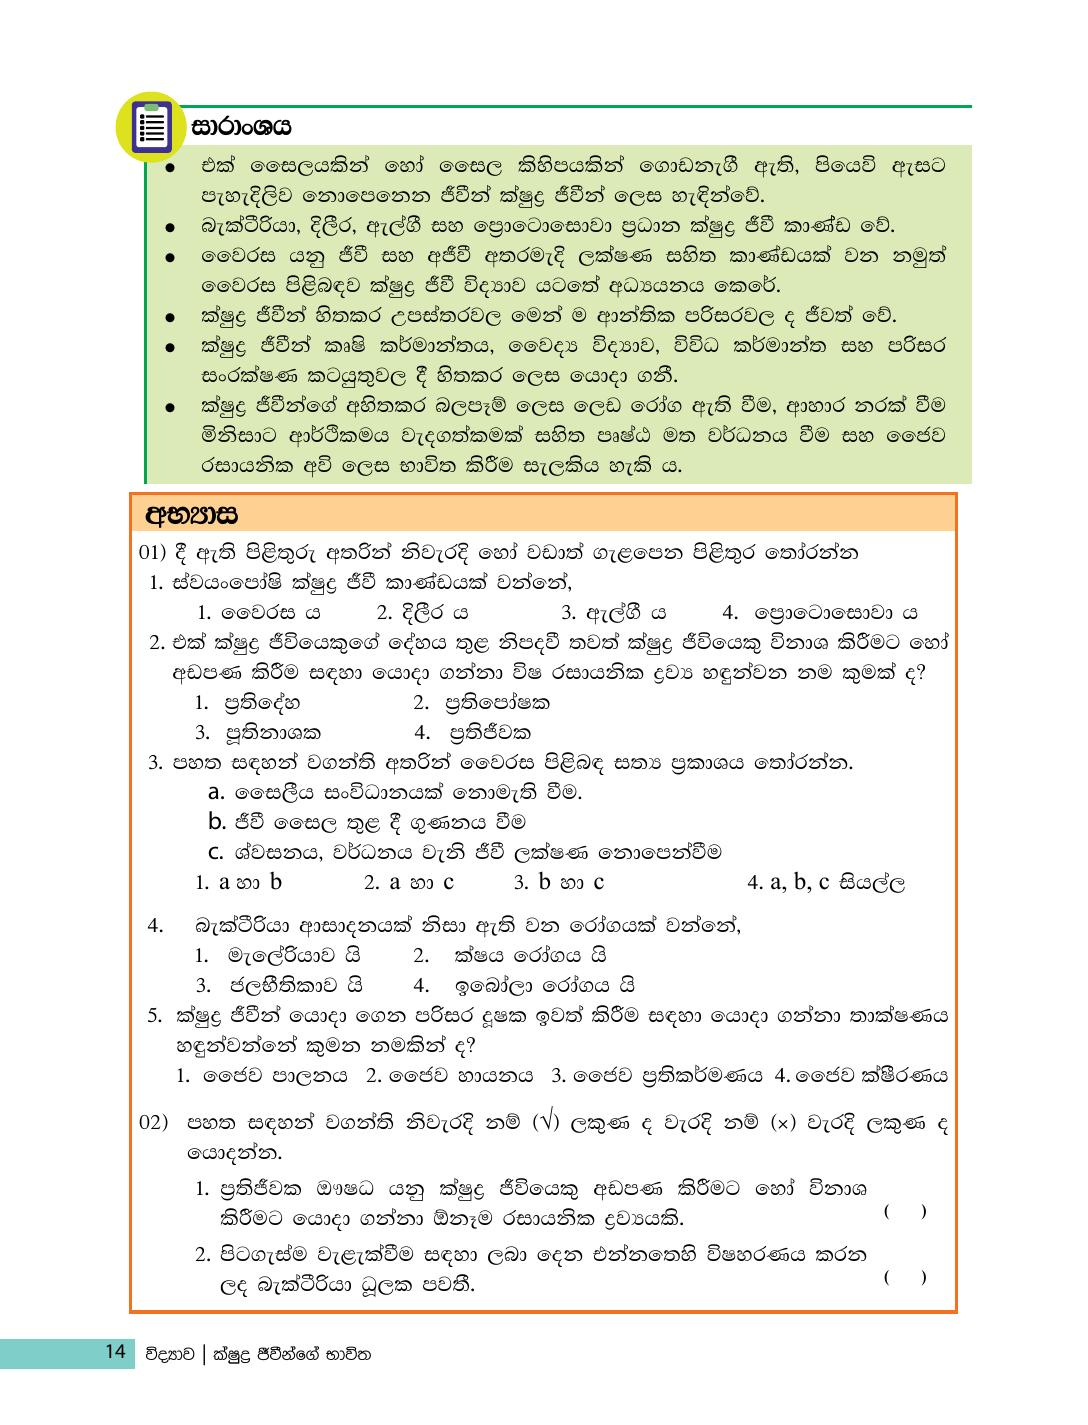 සාරාංශය
● එක් සෛලයකින් හෝ සෛල කිහිපයකින් ගොඩනැගී ඇති, පියෙවි ඇසට
පැහැදිලිව නොපෙනෙන ජීවීන් ක්ෂුද්‍ර ජීවීන් ලෙස හැඳින්වේ.
● බැක්ටීරියා, දිලීර, ඇල්ගී සහ ප්‍රොටොසොවා ප්‍රධාන ක්ෂුද්‍ර ජීවී කාණ්ඩ වේ.
● වෛරස යනු ජීවී සහ අජීවී අතරමැදි ලක්ෂණ සහිත කාණ්ඩයක් වන නමුත්
වෛරස පිළිබඳව ක්ෂුද්‍ර ජීවී විද්‍යාව යටතේ අධ්‍යයනය කෙරේ.
● ක්ෂුද්‍ර ජීවීන් හිතකර උපස්තරවල මෙන් ම ආන්තික පරිසරවල ද ජීවත් වේ.
● ක්ෂුද්‍ර ජීවීන් කෘෂි කර්මාන්තය, වෛද්‍ය විද්‍යාව, විවිධ කර්මාන්ත සහ පරිසර
සංරක්ෂණ කටයුතුවල දී හිතකර ලෙස යොදා ගනී.
● ක්ෂුද්‍ර ජීවීන්ගේ අහිතකර බලපෑම් ලෙස ලෙඩ රෝග ඇති වීම, ආහාර නරක් වීම
මිනිසාට ආර්ථිකමය වැදගත්කමක් සහිත පෘෂ්ඨ මත වර්ධනය වීම සහ ජෛව
රසායනික අවි ලෙස භාවිත කිරීම සැලකිය හැකි ය.
අභ්‍යාස
01) දී ඇති පිළිතුරු අතරින් නිවැරදි හෝ වඩාත් ගැළපෙන පිළිතුර තෝරන්න
1. ස්වයංපෝෂි ක්ෂුද්‍ර ජීවී කාණ්ඩයක් වන්නේ,
1. වෛරස ය 2. දිලීර ය 3. ඇල්ගී ය 4. ප්‍රොටොසොවා ය
2. එක් ක්ෂුද්‍ර ජීවියෙකුගේ දේහය තුළ නිපදවී තවත් ක්ෂුද්‍ර ජීවියෙකු විනාශ කිරීමට හෝ
අඩපණ කිරීම සඳහා යොදා ගන්නා විෂ රසායනික ද්‍රව්‍ය හඳුන්වන නම කුමක් ද?
1. ප්‍රතිදේහ 2. ප්‍රතිපෝෂක
3. පූතිනාශක 4. ප්‍රතිජීවක
3. පහත සඳහන් වගන්ති අතරින් වෛරස පිළිබඳ සත්‍ය ප්‍රකාශය තෝරන්න.
a. සෛලීය සංවිධානයක් නොමැති වීම.
b. ජීවී සෛල තුළ දී ගුණනය වීම
c. ශ්වසනය, වර්ධනය වැනි ජීවී ලක්ෂණ නොපෙන්වීම
1. a හා b 2. a හා c 3. b හා c 4. a, b, c සියල්ල
4. බැක්ටීරියා ආසාදනයක් නිසා ඇති වන රෝගයක් වන්නේ,
1. මැලේරියාව යි 2. ක්ෂය රෝගය යි
3. ජලභීතිකාව යි 4. ඉබෝලා රෝගය යි
5. ක්ෂුද්‍ර ජීවීන් යොදා ගෙන පරිසර දූෂක ඉවත් කිරීම සඳහා යොදා ගන්නා තාක්ෂණය
හඳුන්වන්නේ කුමන නමකින් ද?
1. ජෛව පාලනය 2. ජෛව හායනය 3. ජෛව ප්‍රතිකර්මණය 4. ජෛව ක්ෂීරණය
02) පහත සඳහන් වගන්ති නිවැරදි නම් (√) ලකුණ ද වැරදි නම් (×) වැරදි ලකුණ ද
යොදන්න.
1. ප්‍රතිජීවක ඖෂධ යනු ක්ෂුද්‍ර ජීවියෙකු අඩපණ කිරීමට හෝ විනාශ
කිරීමට යොදා ගන්නා ඕනෑම රසායනික ද්‍රව්‍යයකි. ( )
2. පිටගැස්ම වැළැක්වීම සඳහා ලබා දෙන එන්නතෙහි විෂහරණය කරන
ලද බැක්ටීරියා ධූලක පවතී. ( )
14 විද්‍යාව | ක්ෂුද්‍ර ජීවීන්ගේ භාවිත